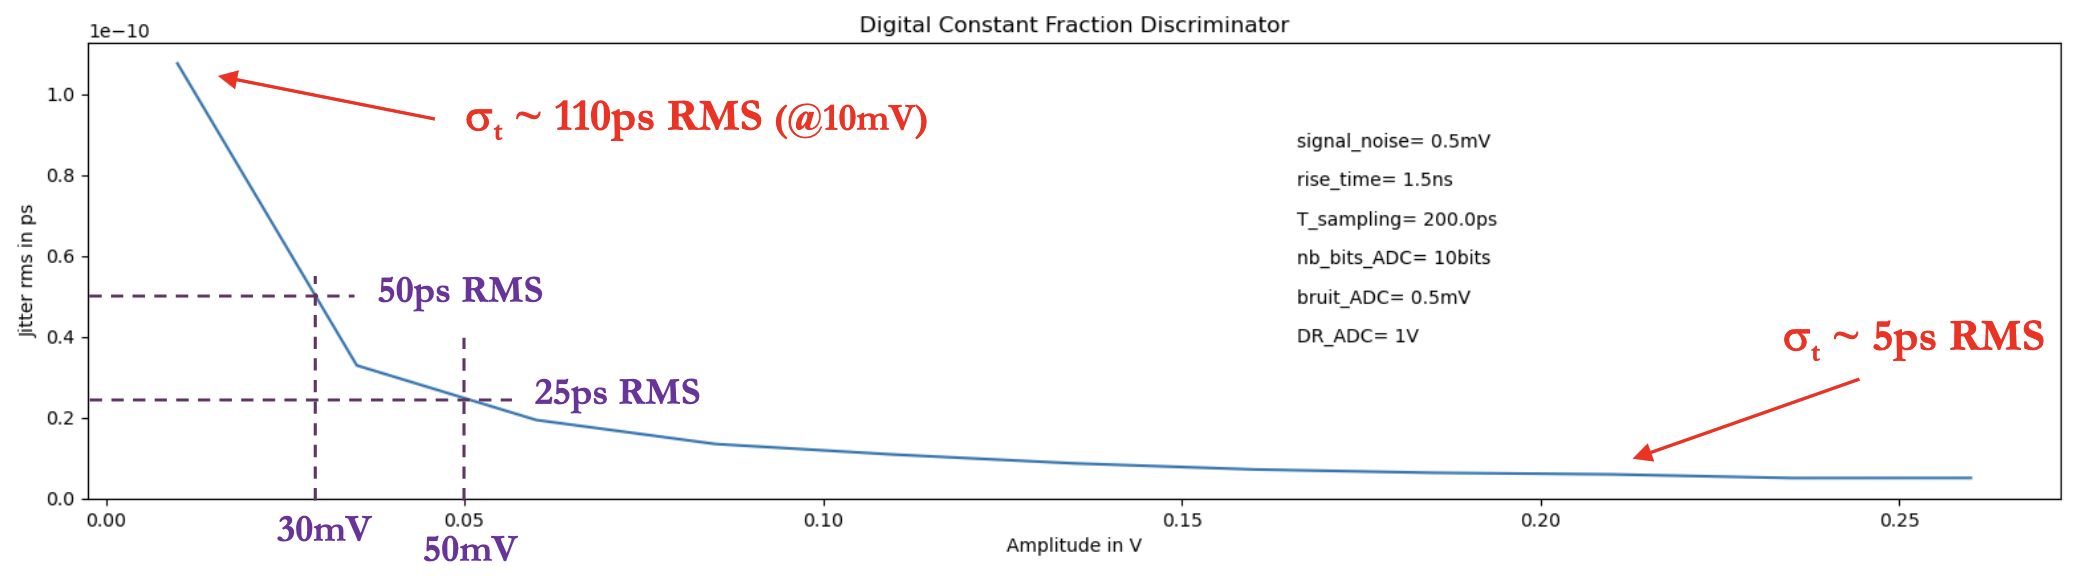 Digital Constant Fraction Discriminator
1e−10
1.0
σt ~ 110ps RMS (@10mV)
signal_noise= 0.5mV
0.8
rise_time= 1.5ns
T_sampling= 200.0ps
Jitter rms in ps
0.6
nb_bits_ADC= 10bits
50ps RMS
bruit_ADC= 0.5mV
0.4
DR_ADC= 1V
σt ~ 5ps RMS
25ps RMS
0.2
0.0
0.00 0.05 0.10 0.15 0.20 0.25
30mV
50mV
Amplitude in V